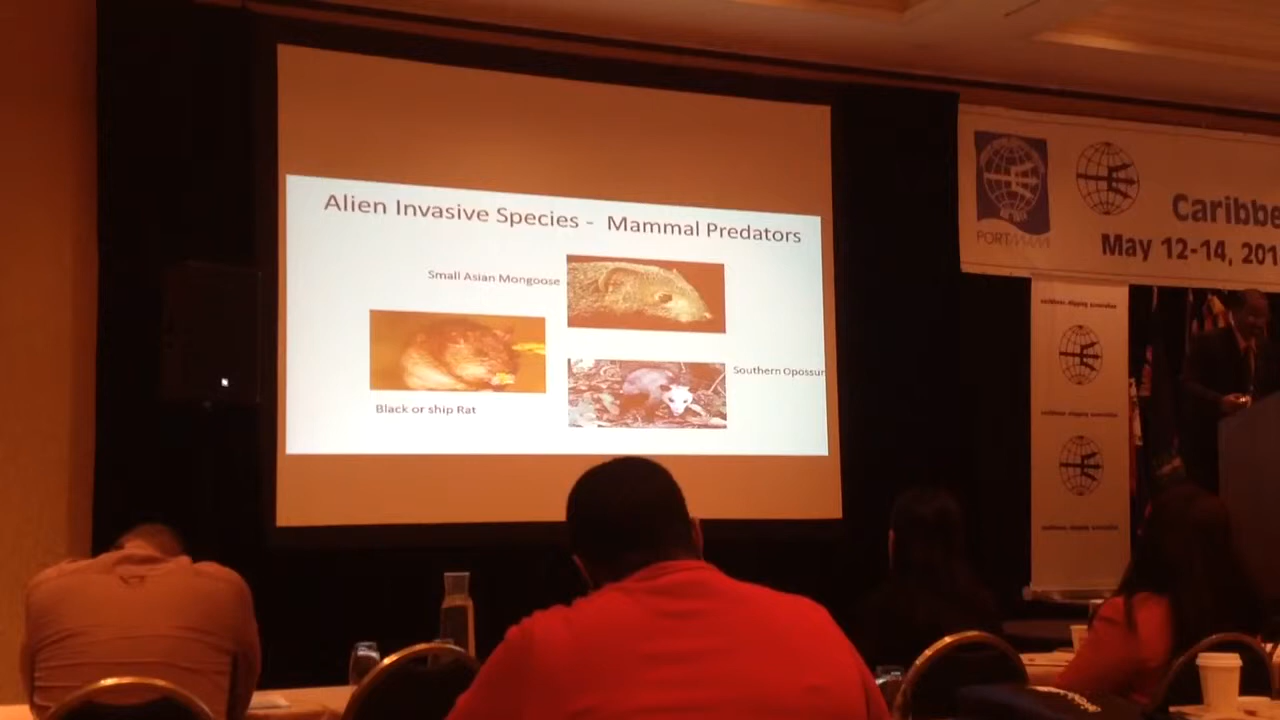 Alien Invasive Species - Mammal Predators
Small Asian Mongoose
Southern Opossum
Black or ship Rat
PORTMIAMI
Caribbe
May 12-14, 201